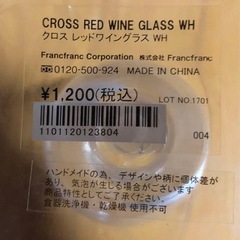 CROSS RED WINE GLASS WH
クロス レッドワイングラス WH
Francfranc Corporation 株式会社 Francfranc
0120-500-924 MADE IN CHINA
¥1,200(税込)
LOT NO.1701
1101120123804
004
ハンドメイドの為、デザインや柄に個体差が
あり、気泡が生じる場合がございますが
商品特性としてご了承ください。
食器洗浄機・乾燥機 使用不可